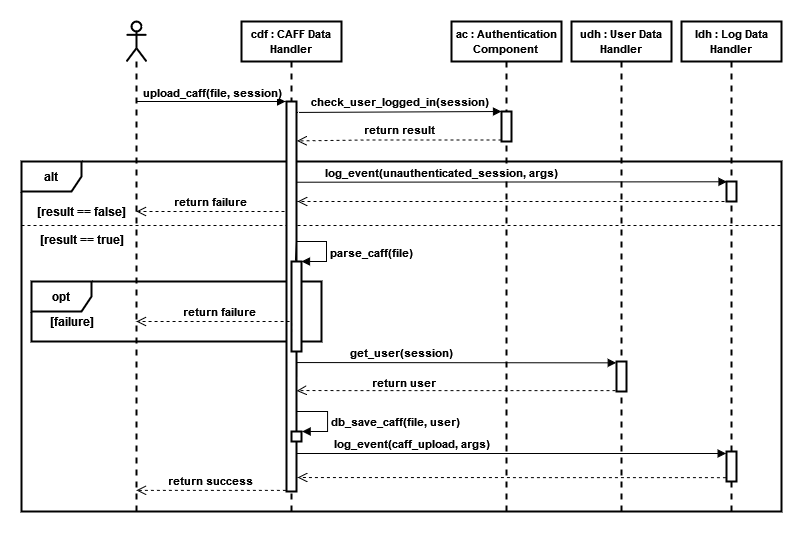 cdf : CAFF Data
Handler
ac : Authentication
Component
udh : User Data
Handler
ldh : Log Data
Handler
upload_caff(file, session)
check_user_logged_in(session)
return result
alt
log_event(unauthenticated_session, args)
return failure
[result == false]
[result == true]
parse_caff(file)
opt
return failure
[failure]
get_user(session)
return user
db_save_caff(file, user)
log_event(caff_upload, args)
return success